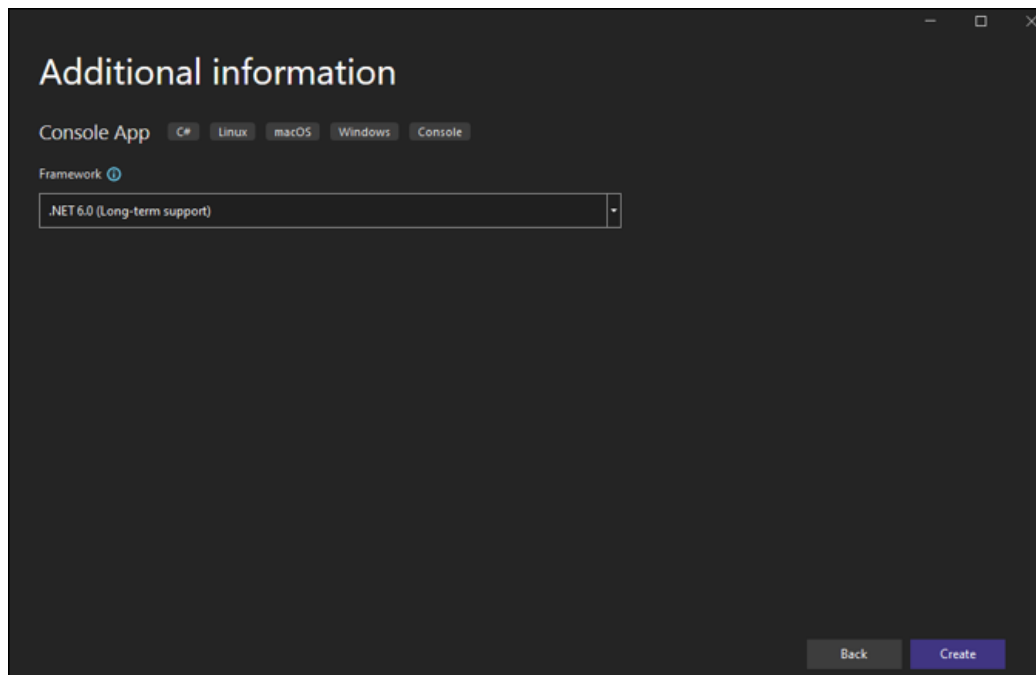 Additional information
Console App C# Linux macOS Windows Console
Framework
.NET 6.0 (Long-term support)
Back Create